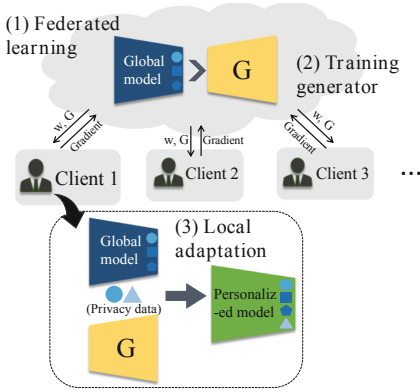 (1) Federated
learning
Global
model
G
(2) Training
generator
w, G
Gradient
w, G
Gradient
w, G
Gradient
Client 1
Client 2
Client 3
...
(3) Local
adaptation
Global
model
(Privacy data)
G
Personaliz
-ed model